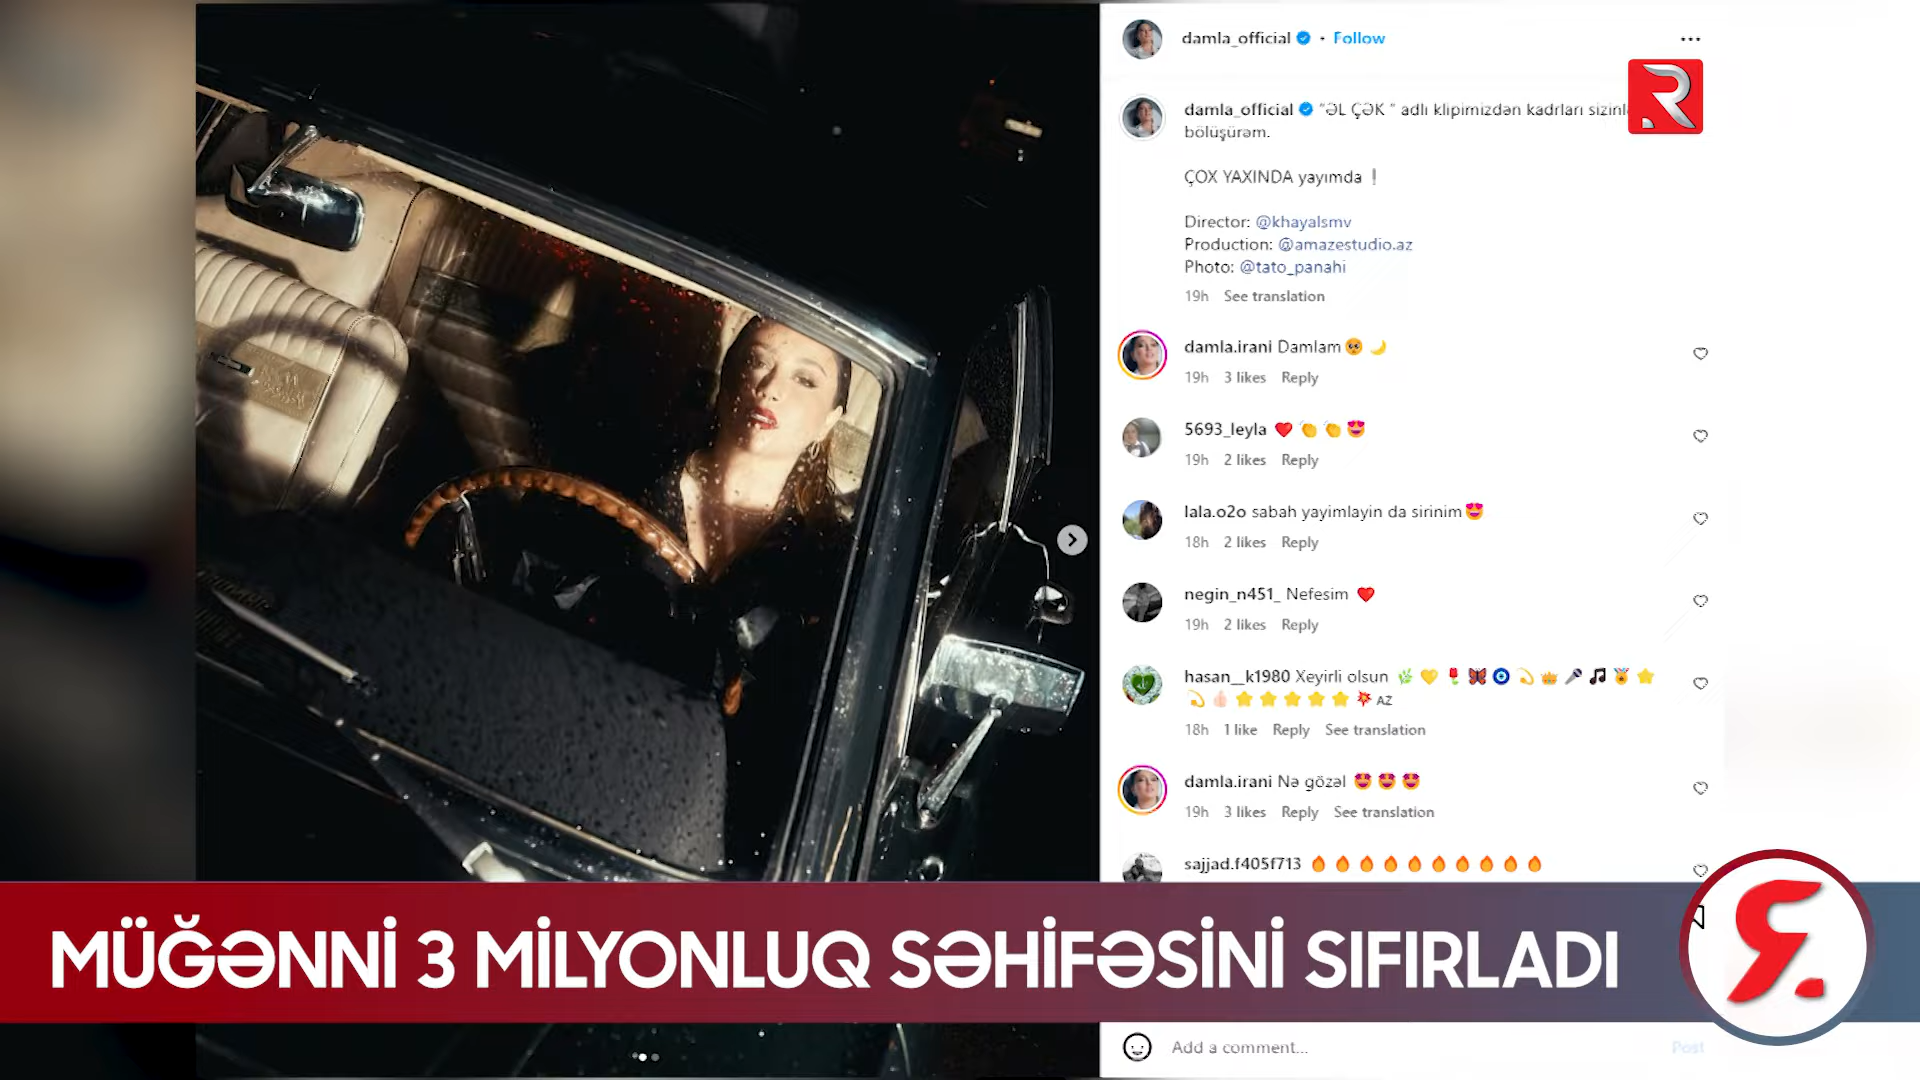 damla_official • Follow
damla_official "ƏL ÇƏK " adlı klipimizdən kadrları
bölüşürəm.
ÇOX YAXINDA yayımda ❗
Director: @khayalsmv
Production: @amazestudio.az
Photo: @tato_panahi
19h See translation
damla.irani Damlam🥺🌙
19h 3 likes Reply
5693_leyla ❤️👏👏😍
19h 2 likes Reply
lala.o2o sabah yayimlayin da sirinim😍
18h 2 likes Reply
negin_n451_ Nefesim ❤️
19h 2 likes Reply
hasan__k1980 Xeyirli olsun 🌿💛🌷🦋🧿💫👑🎤🎵🏅⭐
💫👍🏻⭐⭐⭐⭐⭐💥🇦🇿
18h 1 like Reply See translation
damla.irani Nə gözəl 😍😍😍
19h 3 likes Reply See translation
sajjad.f405f713 🔥🔥🔥🔥🔥🔥🔥🔥🔥🔥
MÜĞƏNNİ 3 MİLYONLUQ SƏHİFƏSİNİ SIFIRLADI
Add a comment... Post